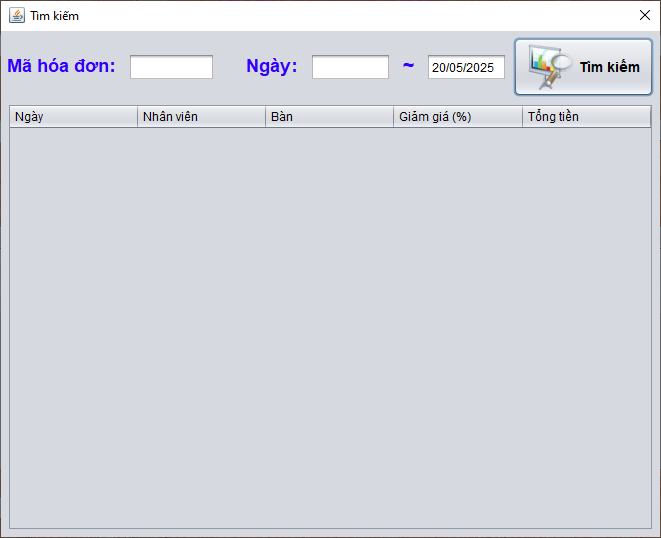 Tìm kiếm
Mã hóa đơn: Ngày: ~ 20/05/2025 Tìm kiếm
Ngày Nhân viên Bàn Giảm giá (%) Tổng tiền